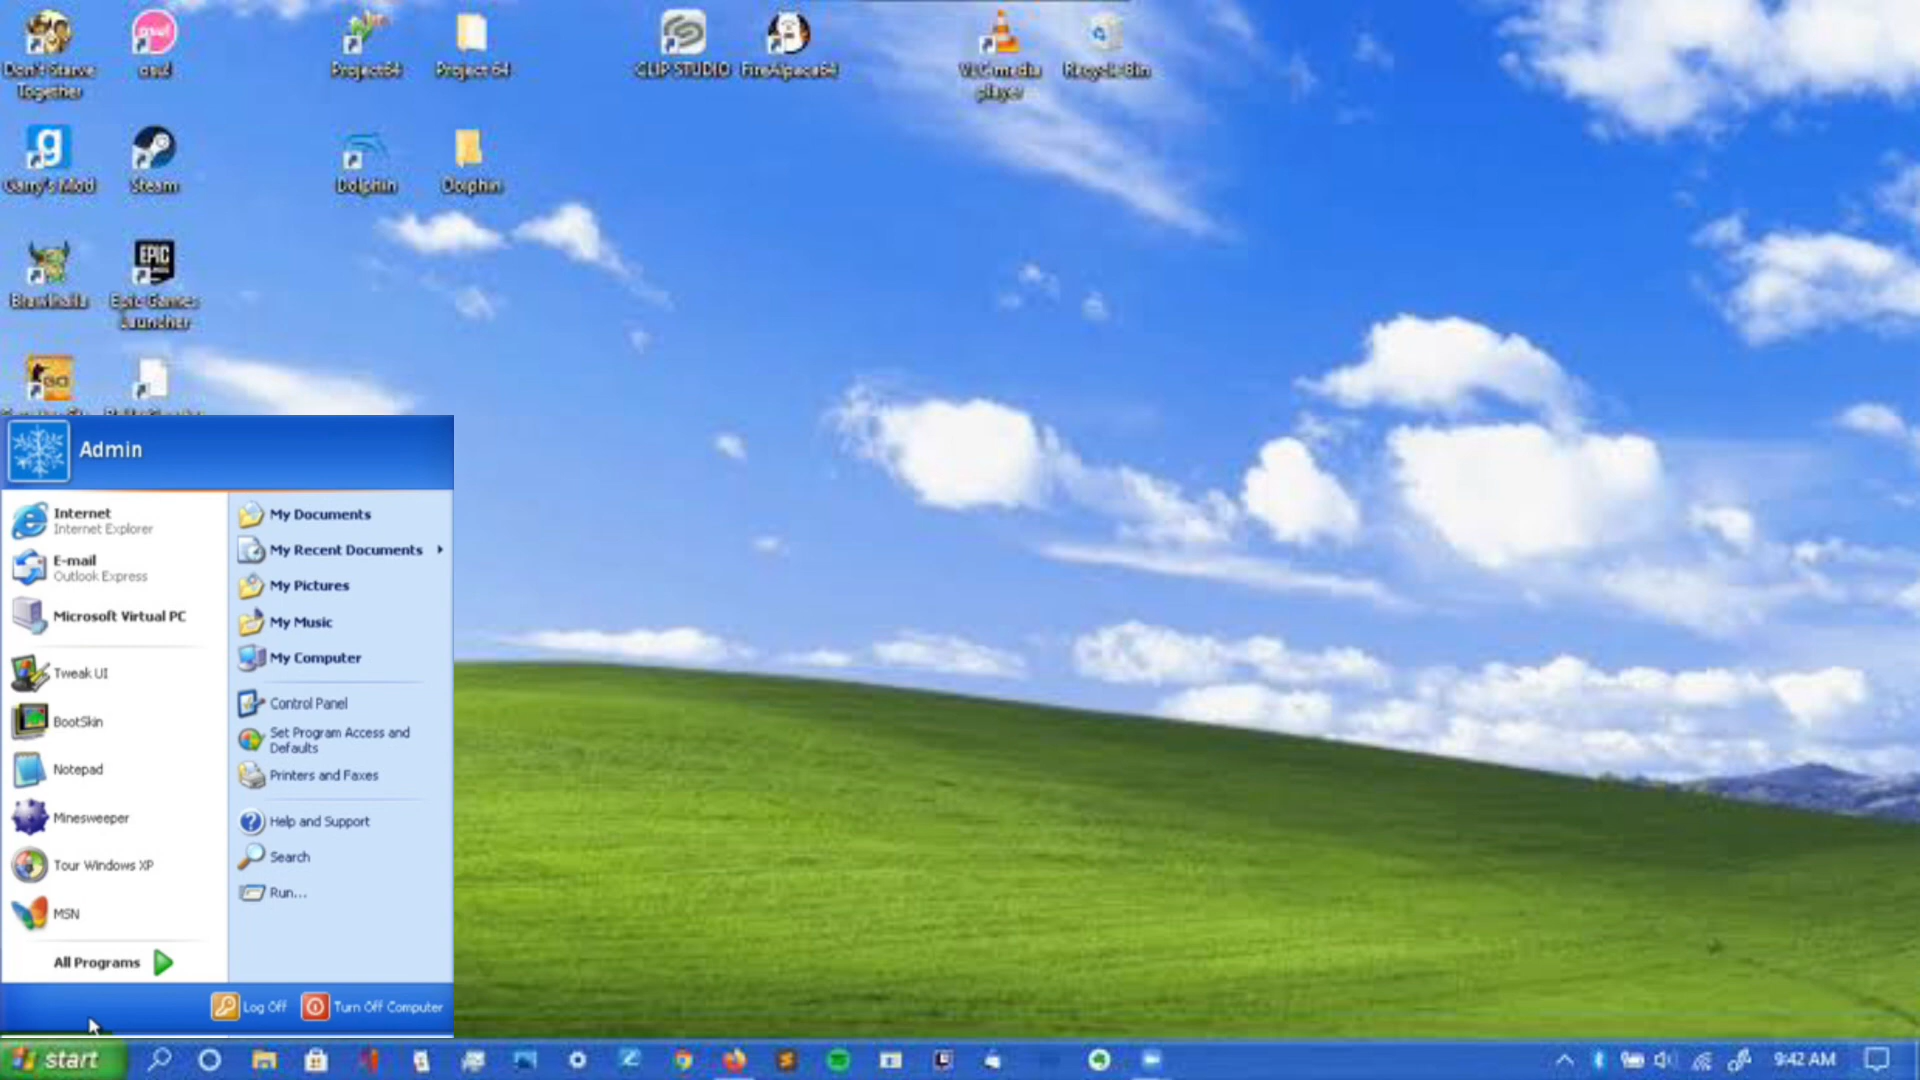 Don't Starve
Together
osu!
Project64
Project 64
CLIP STUDIO
FireAlpaca64
VLC media
player
Recycle Bin
Garry's Mod
Steam
Dolphin
Dolphin
Brawlhalla
EPIC
Epic Games
Launcher
GO
Admin
Internet
Internet Explorer
E-mail
Outlook Express
Microsoft Virtual PC
Tweak UI
BootSkin
Notepad
Minesweeper
Tour Windows XP
MSN
All Programs
My Documents
My Recent Documents
My Pictures
My Music
My Computer
Control Panel
Set Program Access and
Defaults
Printers and Faxes
Help and Support
Search
Run...
Log Off
Turn Off Computer
start
9:42 AM